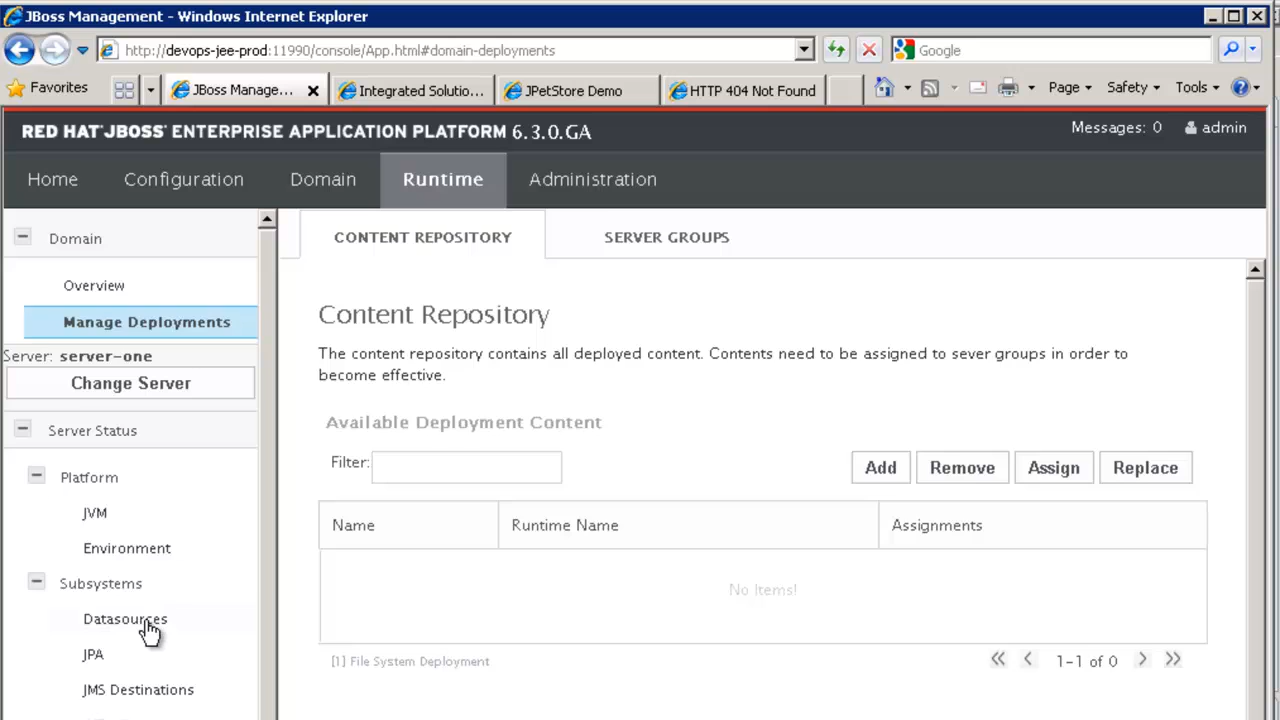 JBoss Management - Windows Internet Explorer
http://devops-jee-prod:11990/console/App.html#domain-deployments
Google
Favorites
JBoss Manage...
Integrated Solutio...
JPetStore Demo
HTTP 404 Not Found
Page
Safety
Tools
RED HAT JBOSS ENTERPRISE APPLICATION PLATFORM 6.3.0.GA
Messages: 0
admin
Home
Configuration
Domain
Runtime
Administration
Domain
Overview
Manage Deployments
Server: server-one
Change Server
Server Status
Platform
JVM
Environment
Subsystems
Datasources
JPA
JMS Destinations
CONTENT REPOSITORY
SERVER GROUPS
Content Repository
The content repository contains all deployed content. Contents need to be assigned to sever groups in order to
become effective.
Available Deployment Content
Filter:
Add
Remove
Assign
Replace
Name
Runtime Name
Assignments
No Items!
[1] File System Deployment
1-1 of 0